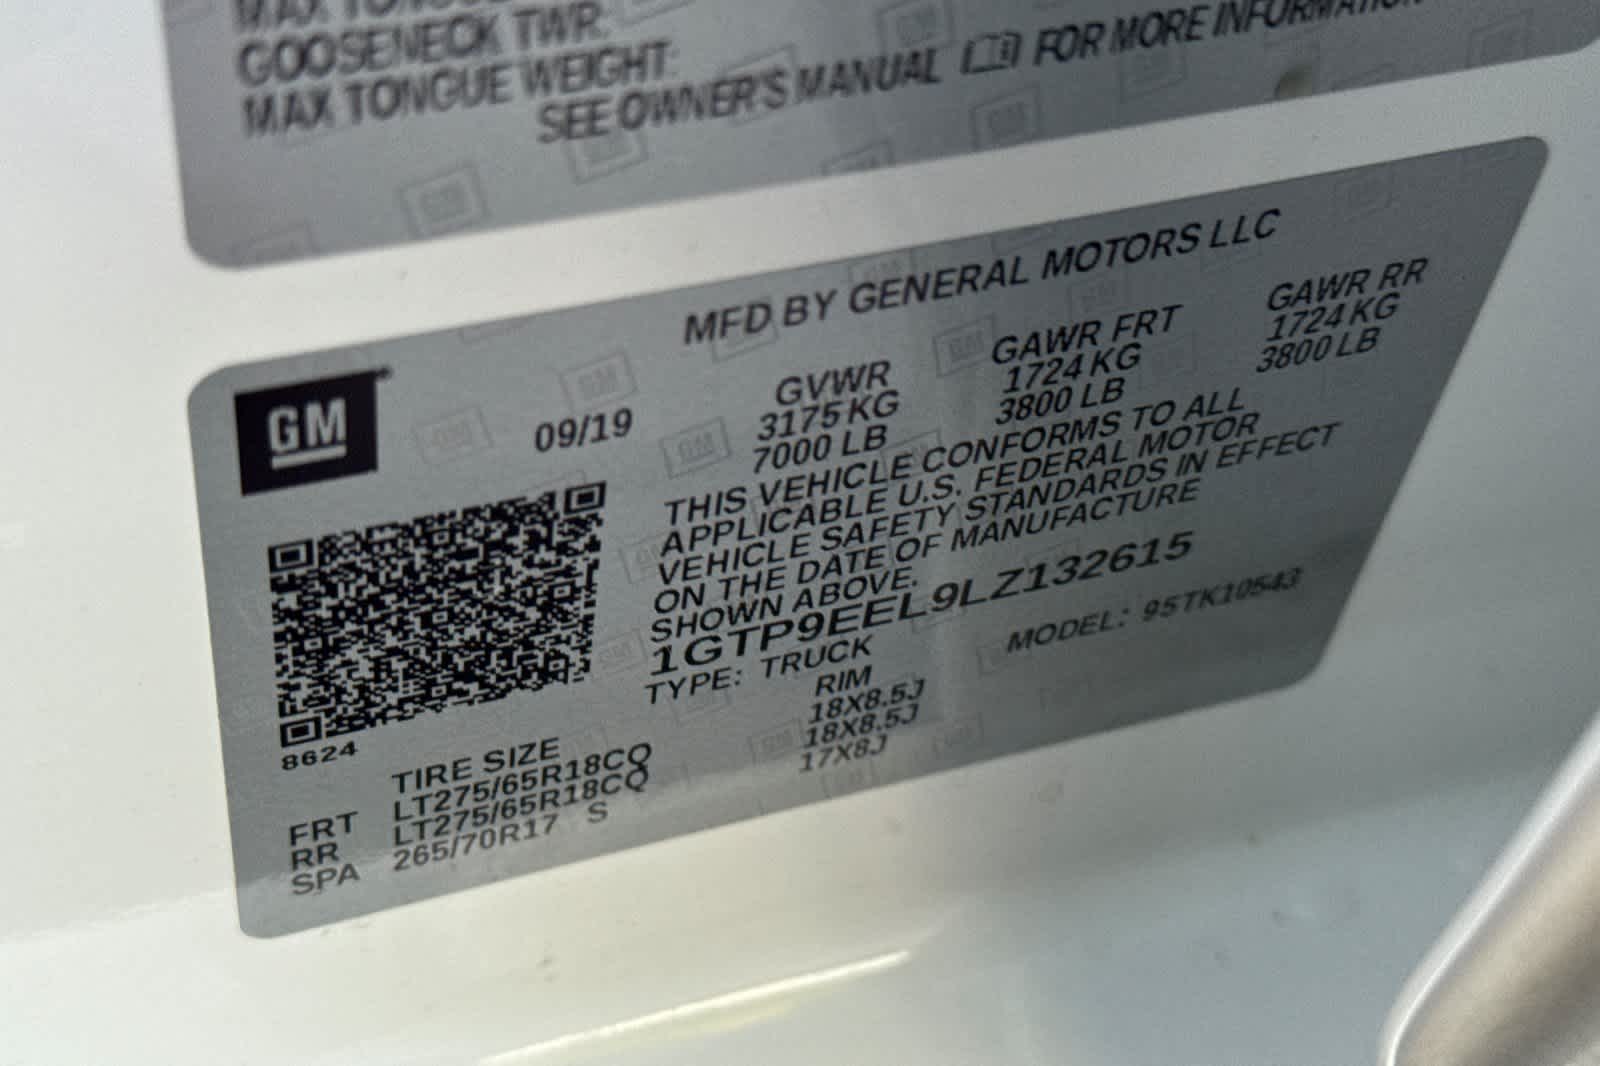 MAX TONGUE
GOOSENECK TWR:
MAX TONGUE WEIGHT:
SEE OWNER'S MANUAL FOR MORE INFORMATION
MFD BY GENERAL MOTORS LLC
GM
09/19
GVWR GAWR FRT GAWR RR
3175 KG 1724 KG 1724 KG
7000 LB 3800 LB 3800 LB
THIS VEHICLE CONFORMS TO ALL
APPLICABLE U.S. FEDERAL MOTOR
VEHICLE SAFETY STANDARDS IN EFFECT
ON THE DATE OF MANUFACTURE
SHOWN ABOVE.
1GTP9EEL9LZ132615
TYPE: TRUCK MODEL: 95TK10543
8624
TIRE SIZE RIM
FRT LT275/65R18CQ 18X8.5J
RR LT275/65R18CQ 18X8.5J
SPA 265/70R17 S 17X8J